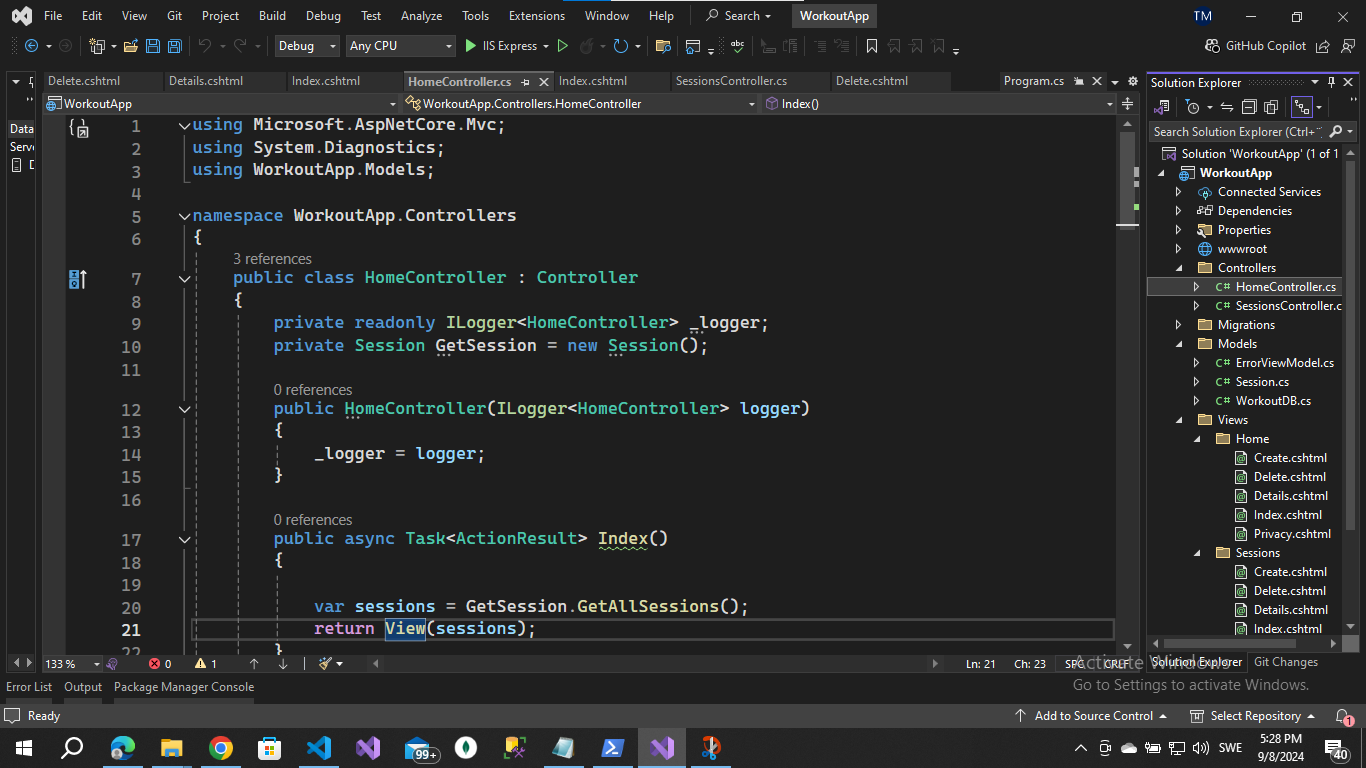 File Edit View Git Project Build Debug Test Analyze Tools Extensions Window Help Search WorkoutApp TM
Debug Any CPU IIS Express GitHub Copilot
Delete.cshtml Details.cshtml Index.cshtml HomeController.cs Index.cshtml SessionsController.cs Delete.cshtml Program.cs
WorkoutApp WorkoutApp.Controllers.HomeController Index()
Data
Serv
1 using Microsoft.AspNetCore.Mvc;
2 using System.Diagnostics;
3 using WorkoutApp.Models;
4
5 namespace WorkoutApp.Controllers
6 {
3 references
7 public class HomeController : Controller
8 {
9 private readonly ILogger<HomeController> _logger;
10 private Session GetSession = new Session();
11
0 references
12 public HomeController(ILogger<HomeController> logger)
13 {
14 _logger = logger;
15 }
16
0 references
17 public async Task<ActionResult> Index()
18 {
19
20 var sessions = GetSession.GetAllSessions();
21 return View(sessions);
22 }
133 % 0 1 Ln: 21 Ch: 23 SPC CRLF
Solution Explorer
Search Solution Explorer (Ctrl+
Solution 'WorkoutApp' (1 of 1
WorkoutApp
Connected Services
Dependencies
Properties
wwwroot
Controllers
C# HomeController.cs
C# SessionsController.c
Migrations
Models
C# ErrorViewModel.cs
C# Session.cs
C# WorkoutDB.cs
Views
Home
Create.cshtml
Delete.cshtml
Details.cshtml
Index.cshtml
Privacy.cshtml
Sessions
Create.cshtml
Delete.cshtml
Details.cshtml
Index.cshtml
Solution Explorer Git Changes
Activate Windows
Go to Settings to activate Windows.
Error List Output Package Manager Console
Ready Add to Source Control Select Repository 1
99+ SWE 5:28 PM
9/8/2024 40